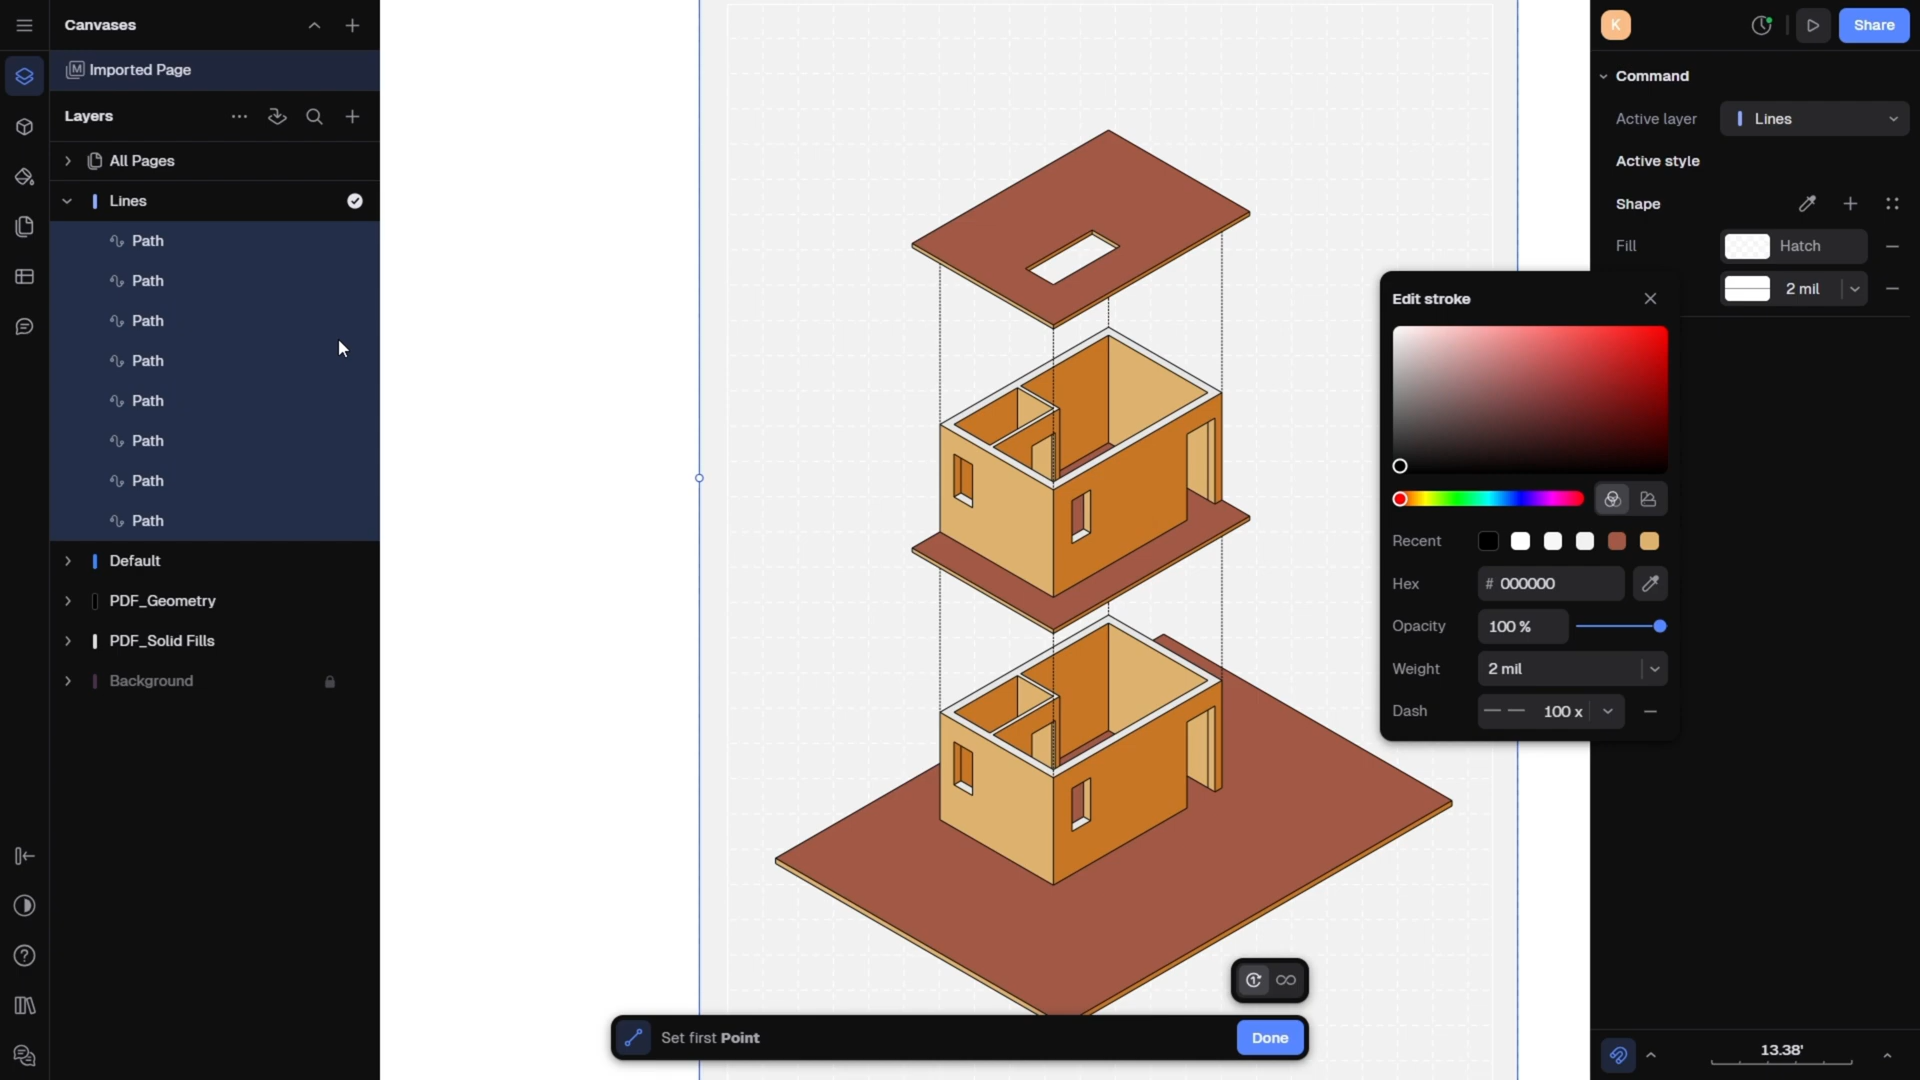 Canvases
Imported Page
Layers
All Pages
Lines
Path
Path
Path
Path
Path
Path
Path
Path
Default
PDF_Geometry
PDF_Solid Fills
Background
Set first Point
Done
K
Share
Command
Active layer
Lines
Active style
Shape
Fill
Hatch
2 mil
Edit stroke
Recent
Hex
# 000000
Opacity
100 %
Weight
2 mil
Dash
100 x
13.38'